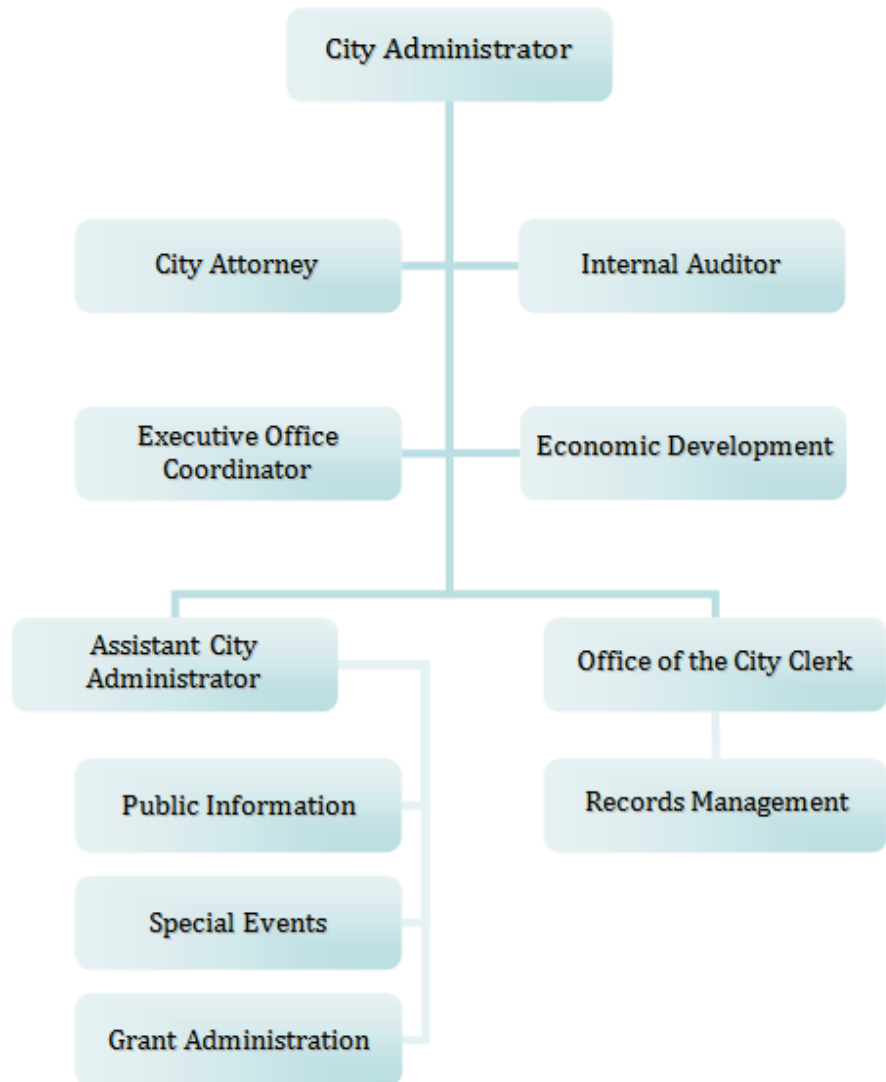 City Administrator
City Attorney
Internal Auditor
Executive Office
Coordinator
Economic Development
Assistant City
Administrator
Office of the City Clerk
Public Information
Records Management
Special Events
Grant Administration